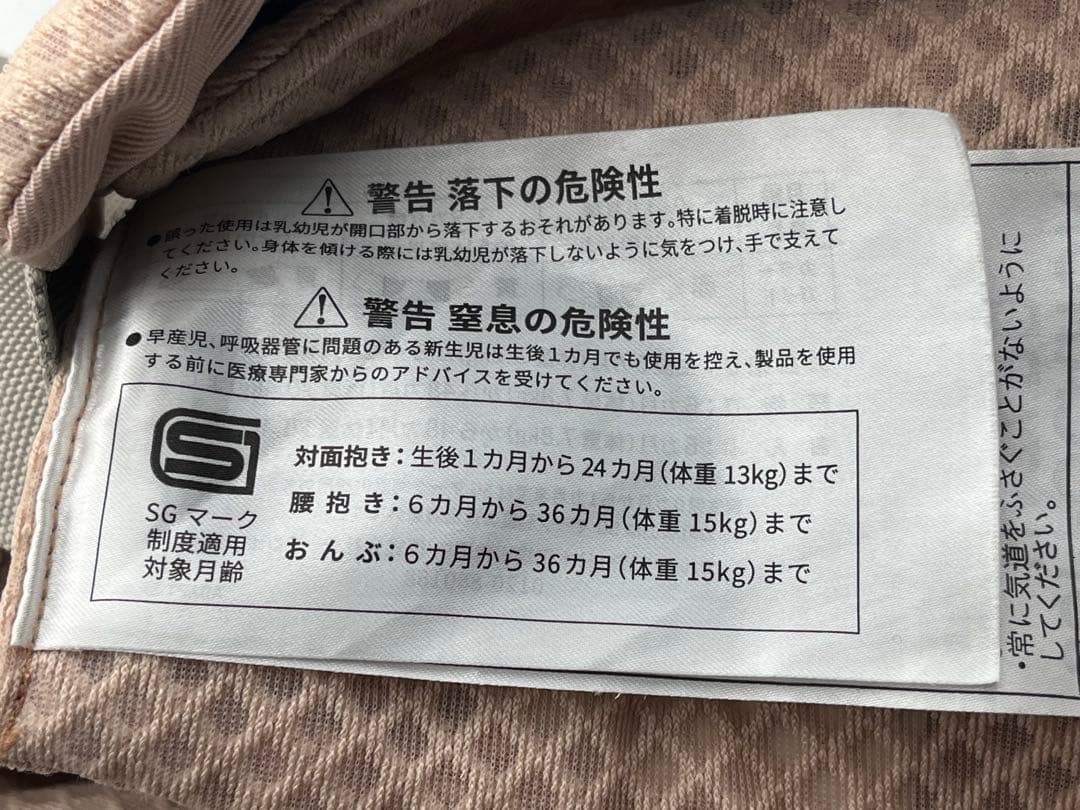 警告 落下の危険性
●誤った使用は乳幼児が開口部から落下するおそれがあります。特に着脱時に注意し
てください。身体を傾ける際には乳幼児が落下しないように気をつけ、手で支えて
ください。
警告 窒息の危険性
●早産児、呼吸器管に問題のある新生児は生後1カ月でも使用を控え、製品を使用
する前に医療専門家からのアドバイスを受けてください。
SG
SG マーク
制度適用
対象月齢
対面抱き：生後1カ月から24カ月（体重 13kg）まで
腰抱き：6カ月から36カ月（体重 15kg）まで
おんぶ：6カ月から36カ月（体重 15kg）まで
・常に気道をふさぐことがないように
してください。